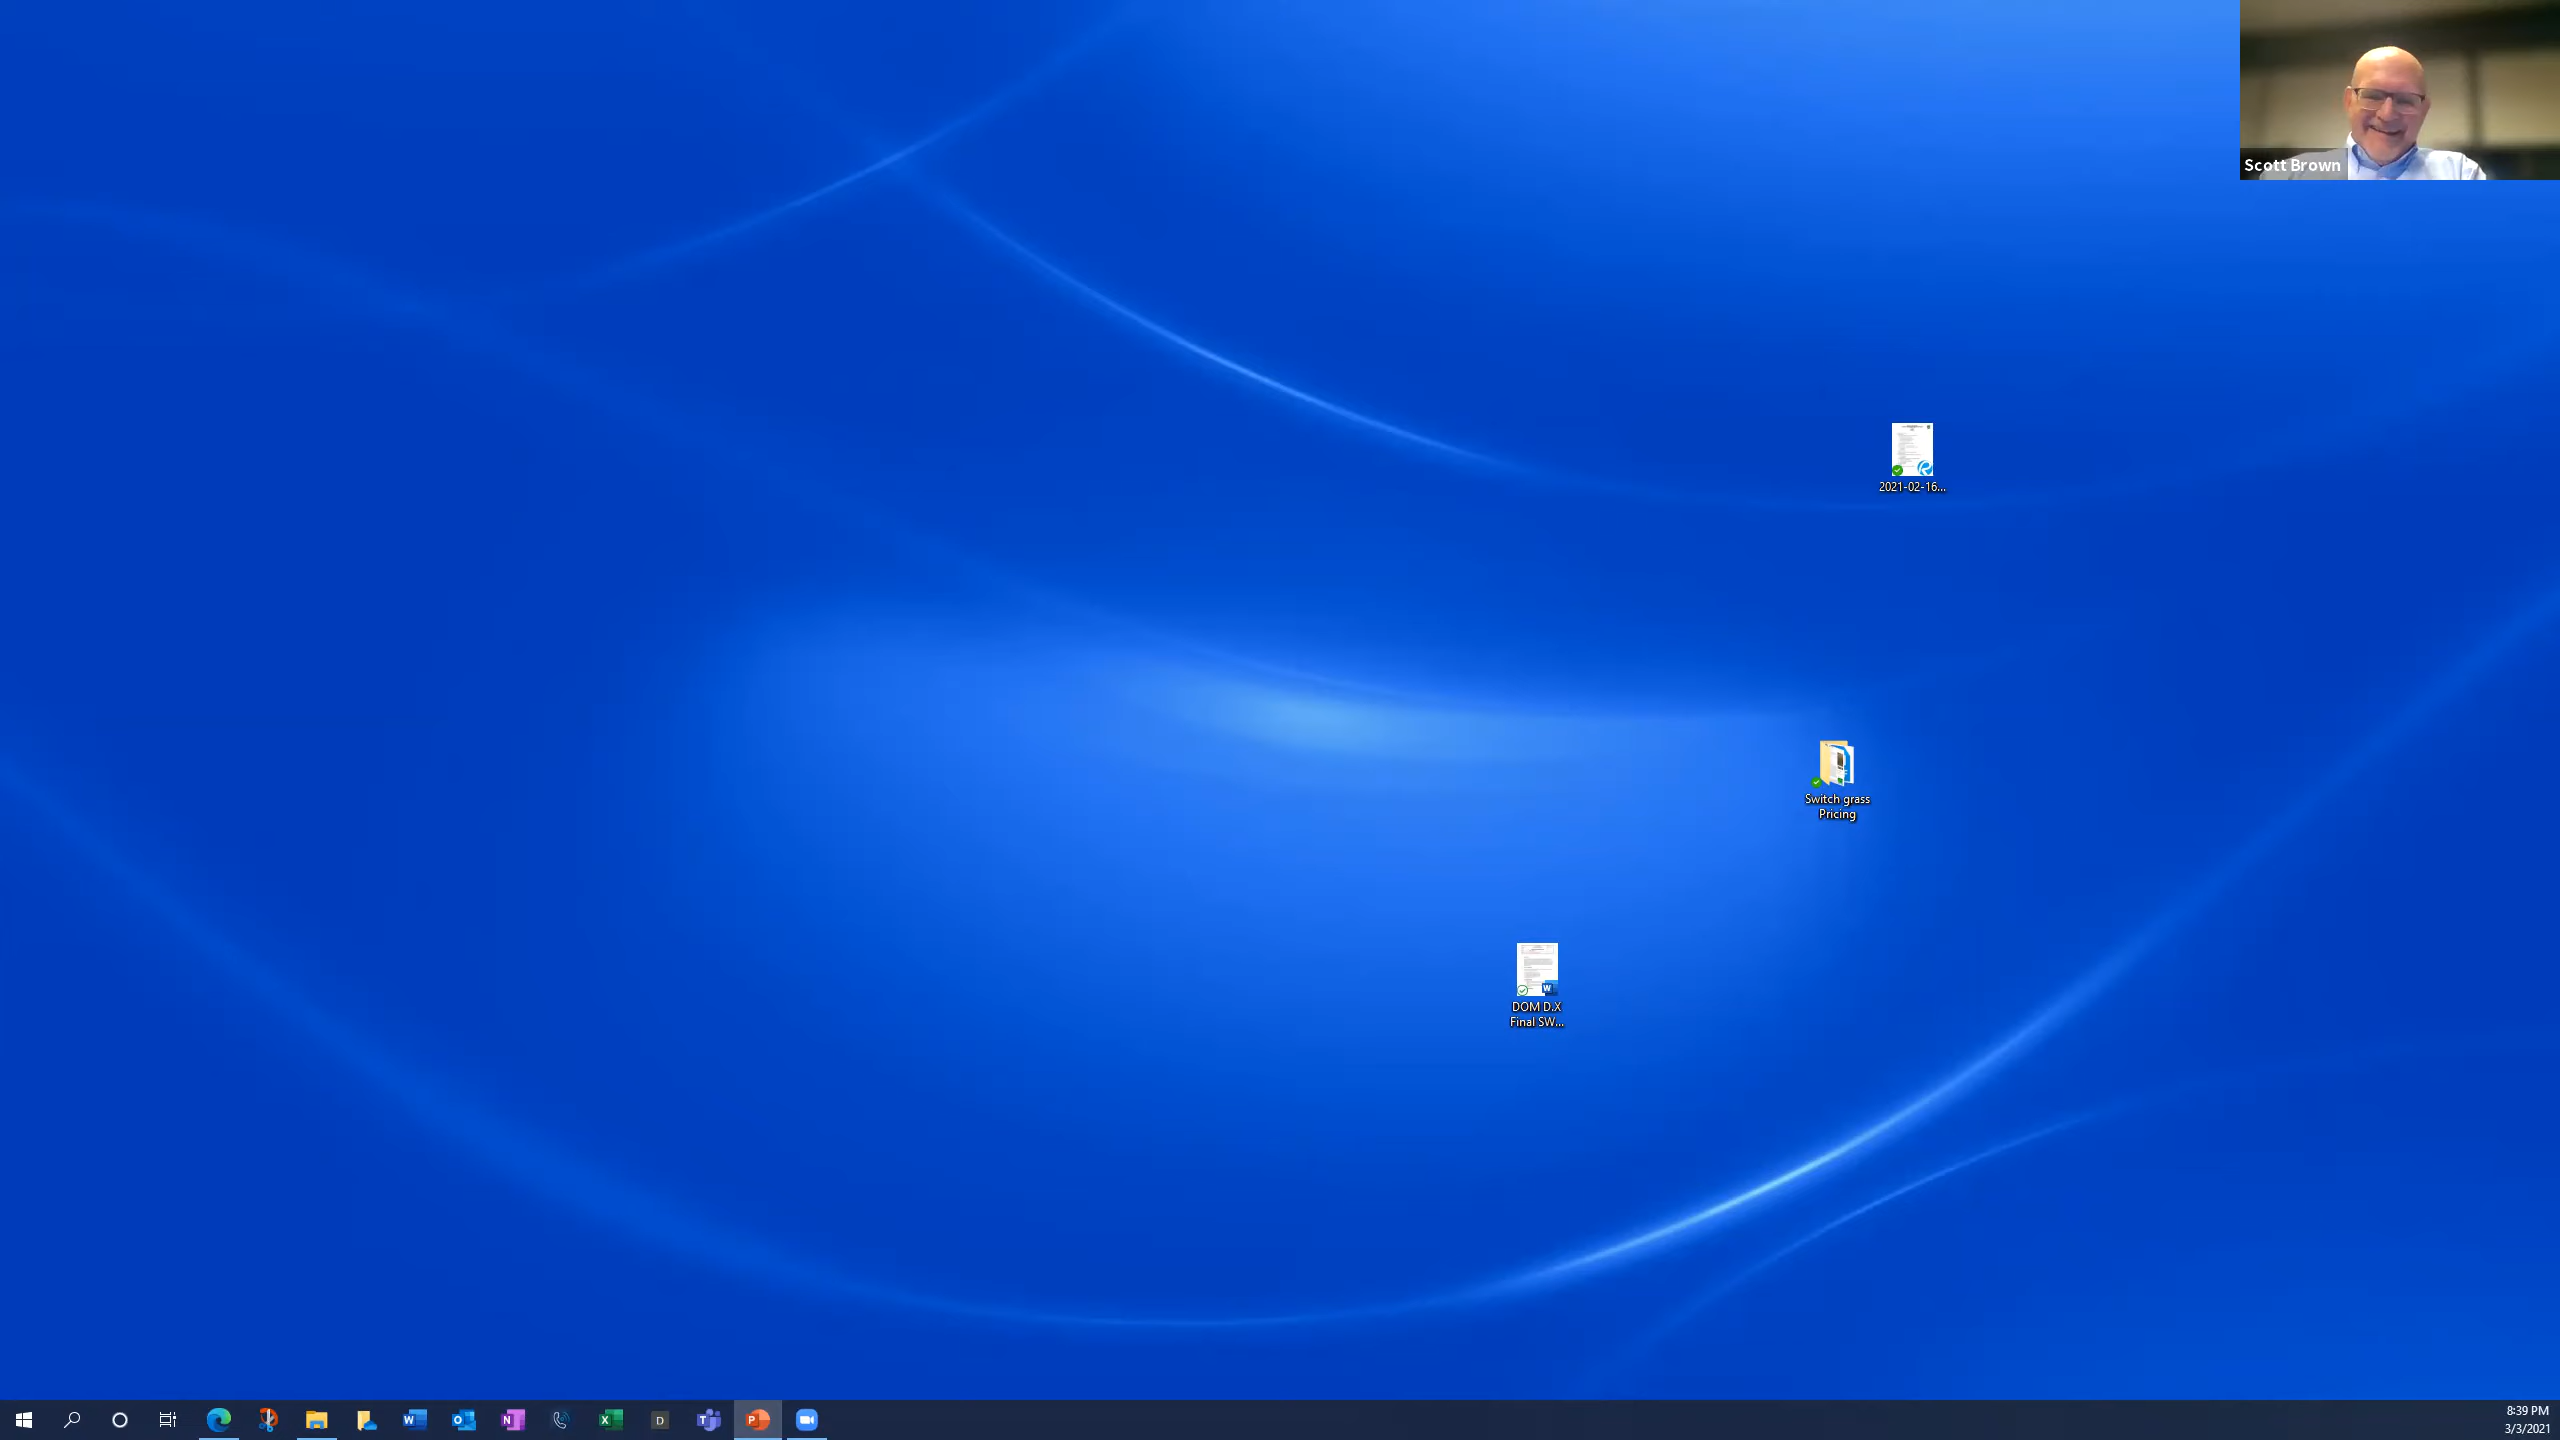 Scott Brown
2021-02-16...
Switch grass
Pricing
DOM D.X
Final SW...
8:39 PM
3/3/2021